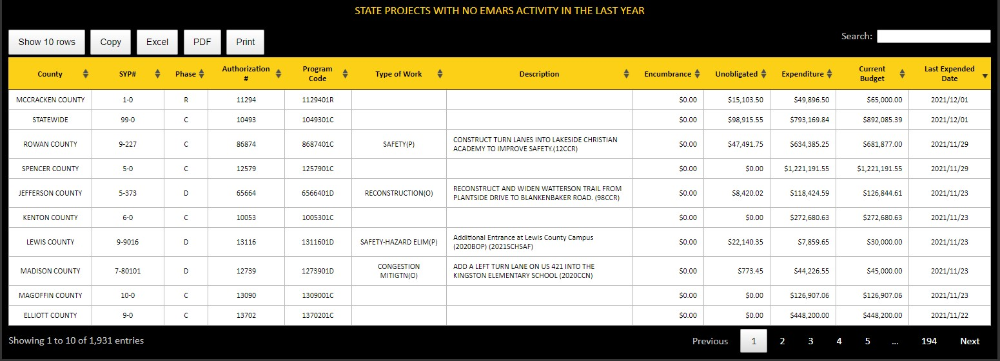 STATE PROJECTS WITH NO EMARS ACTIVITY IN THE LAST YEAR
Show 10 rows Copy Excel PDF Print Search:
County SYP# Phase Authorization # Program Code Type of Work Description Encumbrance Unobligated Expenditure Current Budget Last Expended Date
MCCRACKEN COUNTY 1-0 R 11294 1129401R $0.00 $15,103.50 $49,896.50 $65,000.00 2021/12/01
STATEWIDE 99-0 C 10493 1049301C $0.00 $98,915.55 $793,169.84 $892,085.39 2021/12/01
ROWAN COUNTY 9-227 C 86874 8687401C SAFETY(P) CONSTRUCT TURN LANES INTO LAKESIDE CHRISTIAN ACADEMY TO IMPROVE SAFETY.(12CCR) $0.00 $47,491.75 $634,385.25 $681,877.00 2021/11/29
SPENCER COUNTY 5-0 C 12579 1257901C $0.00 $0.00 $1,221,191.55 $1,221,191.55 2021/11/29
JEFFERSON COUNTY 5-373 D 65664 6566401D RECONSTRUCTION(O) RECONSTRUCT AND WIDEN WATTERSON TRAIL FROM PLANTSIDE DRIVE TO BLANKENBAKER ROAD. (98CCR) $0.00 $8,420.02 $118,424.59 $126,844.61 2021/11/23
KENTON COUNTY 6-0 C 10053 1005301C $0.00 $0.00 $272,680.63 $272,680.63 2021/11/23
LEWIS COUNTY 9-9016 D 13116 1311601D SAFETY-HAZARD ELIM(P) Additional Entrance at Lewis County Campus (2020BOP) (2021SCHSAF) $0.00 $22,140.35 $7,859.65 $30,000.00 2021/11/23
MADISON COUNTY 7-80101 D 12739 1273901D CONGESTION MITIGTN(O) ADD A LEFT TURN LANE ON US 421 INTO THE KINGSTON ELEMENTARY SCHOOL (2020CCN) $0.00 $773.45 $44,226.55 $45,000.00 2021/11/23
MAGOFFIN COUNTY 10-0 C 13090 1309001C $0.00 $0.00 $126,907.06 $126,907.06 2021/11/23
ELLIOTT COUNTY 9-0 C 13702 1370201C $0.00 $0.00 $448,200.00 $448,200.00 2021/11/22
Showing 1 to 10 of 1,931 entries Previous 1 2 3 4 5 ... 194 Next